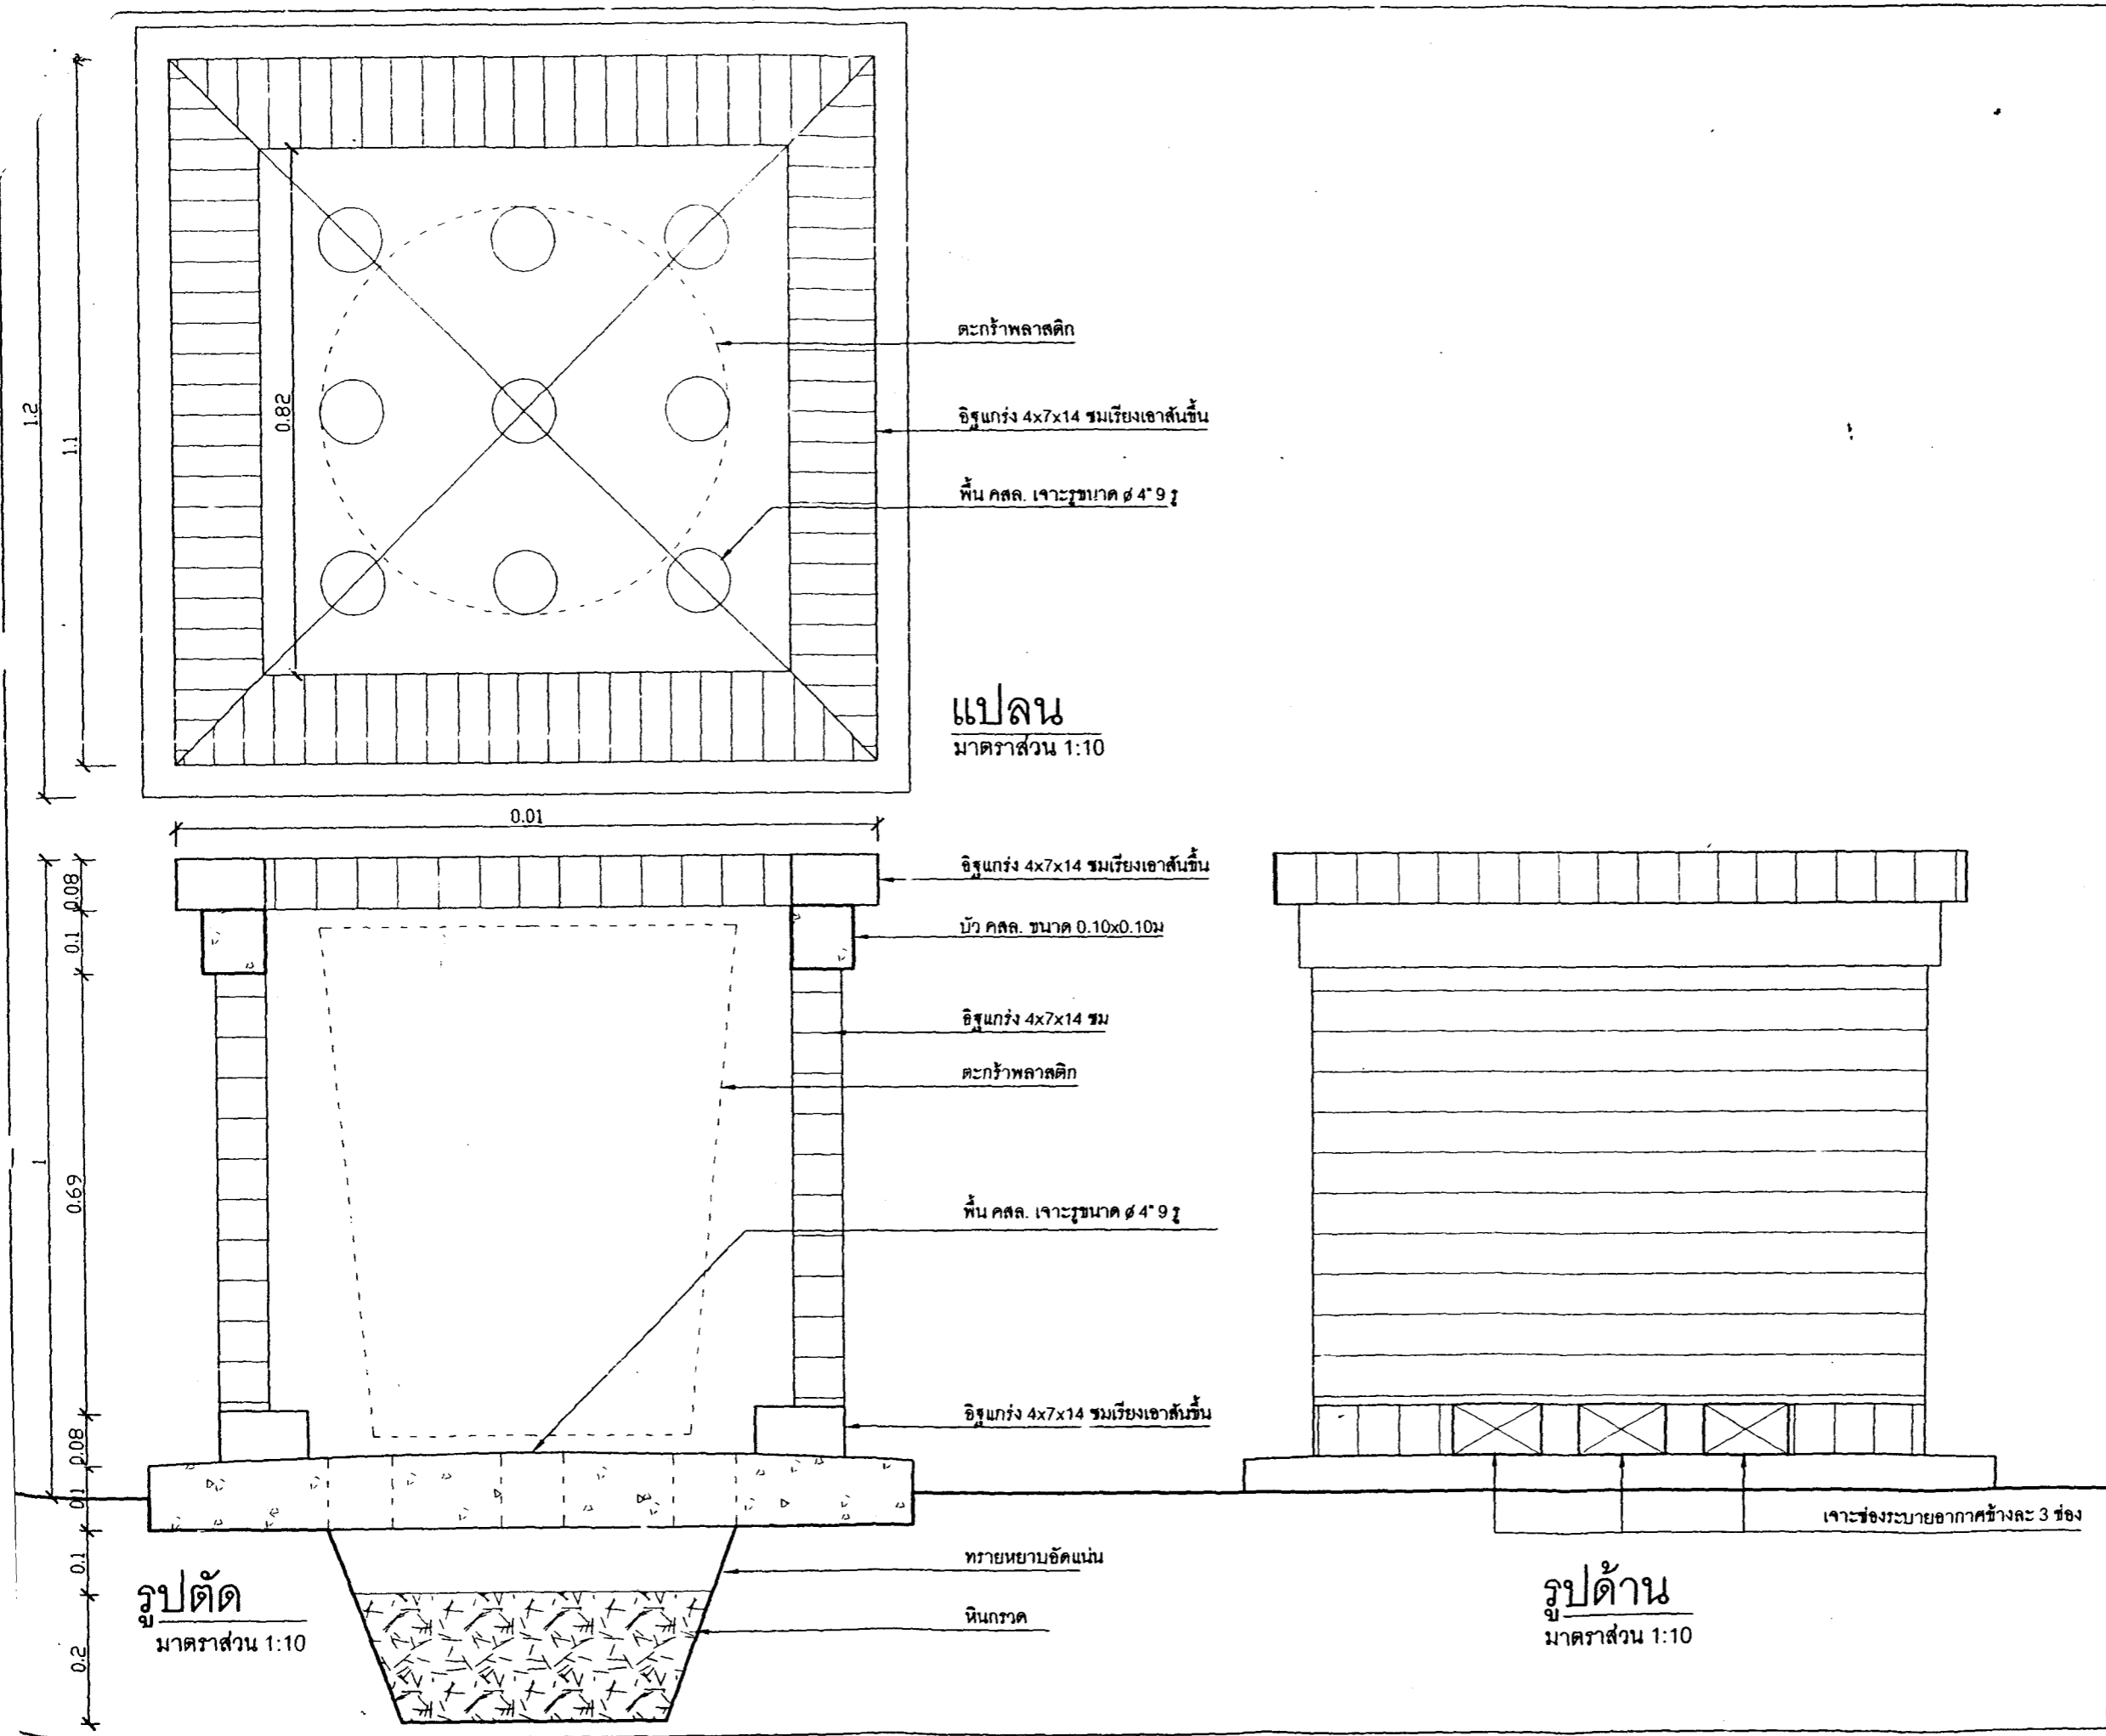 1.2
1.1
0.82
ตะกร้าพลาสติก
อิฐแกร่ง 4x7x14 ซมเรียงเอาสันขึ้น
พื้น คสล. เจาะรูขนาด ø 4" 9 รู
แปลน
มาตราส่วน 1:10
0.01
0.08
0.1
1
0.69
0.08
0.1
0.1
0.2
อิฐแกร่ง 4x7x14 ซมเรียงเอาสันขึ้น
บัว คสล. ขนาด 0.10x0.10ม
อิฐแกร่ง 4x7x14 ซม
ตะกร้าพลาสติก
พื้น คสล. เจาะรูขนาด ø 4" 9 รู
อิฐแกร่ง 4x7x14 ซมเรียงเอาสันขึ้น
ทรายหยาบอัดแน่น
หินกรวด
รูปตัด
มาตราส่วน 1:10
เจาะช่องระบายอากาศข้างละ 3 ช่อง
รูปด้าน
มาตราส่วน 1:10